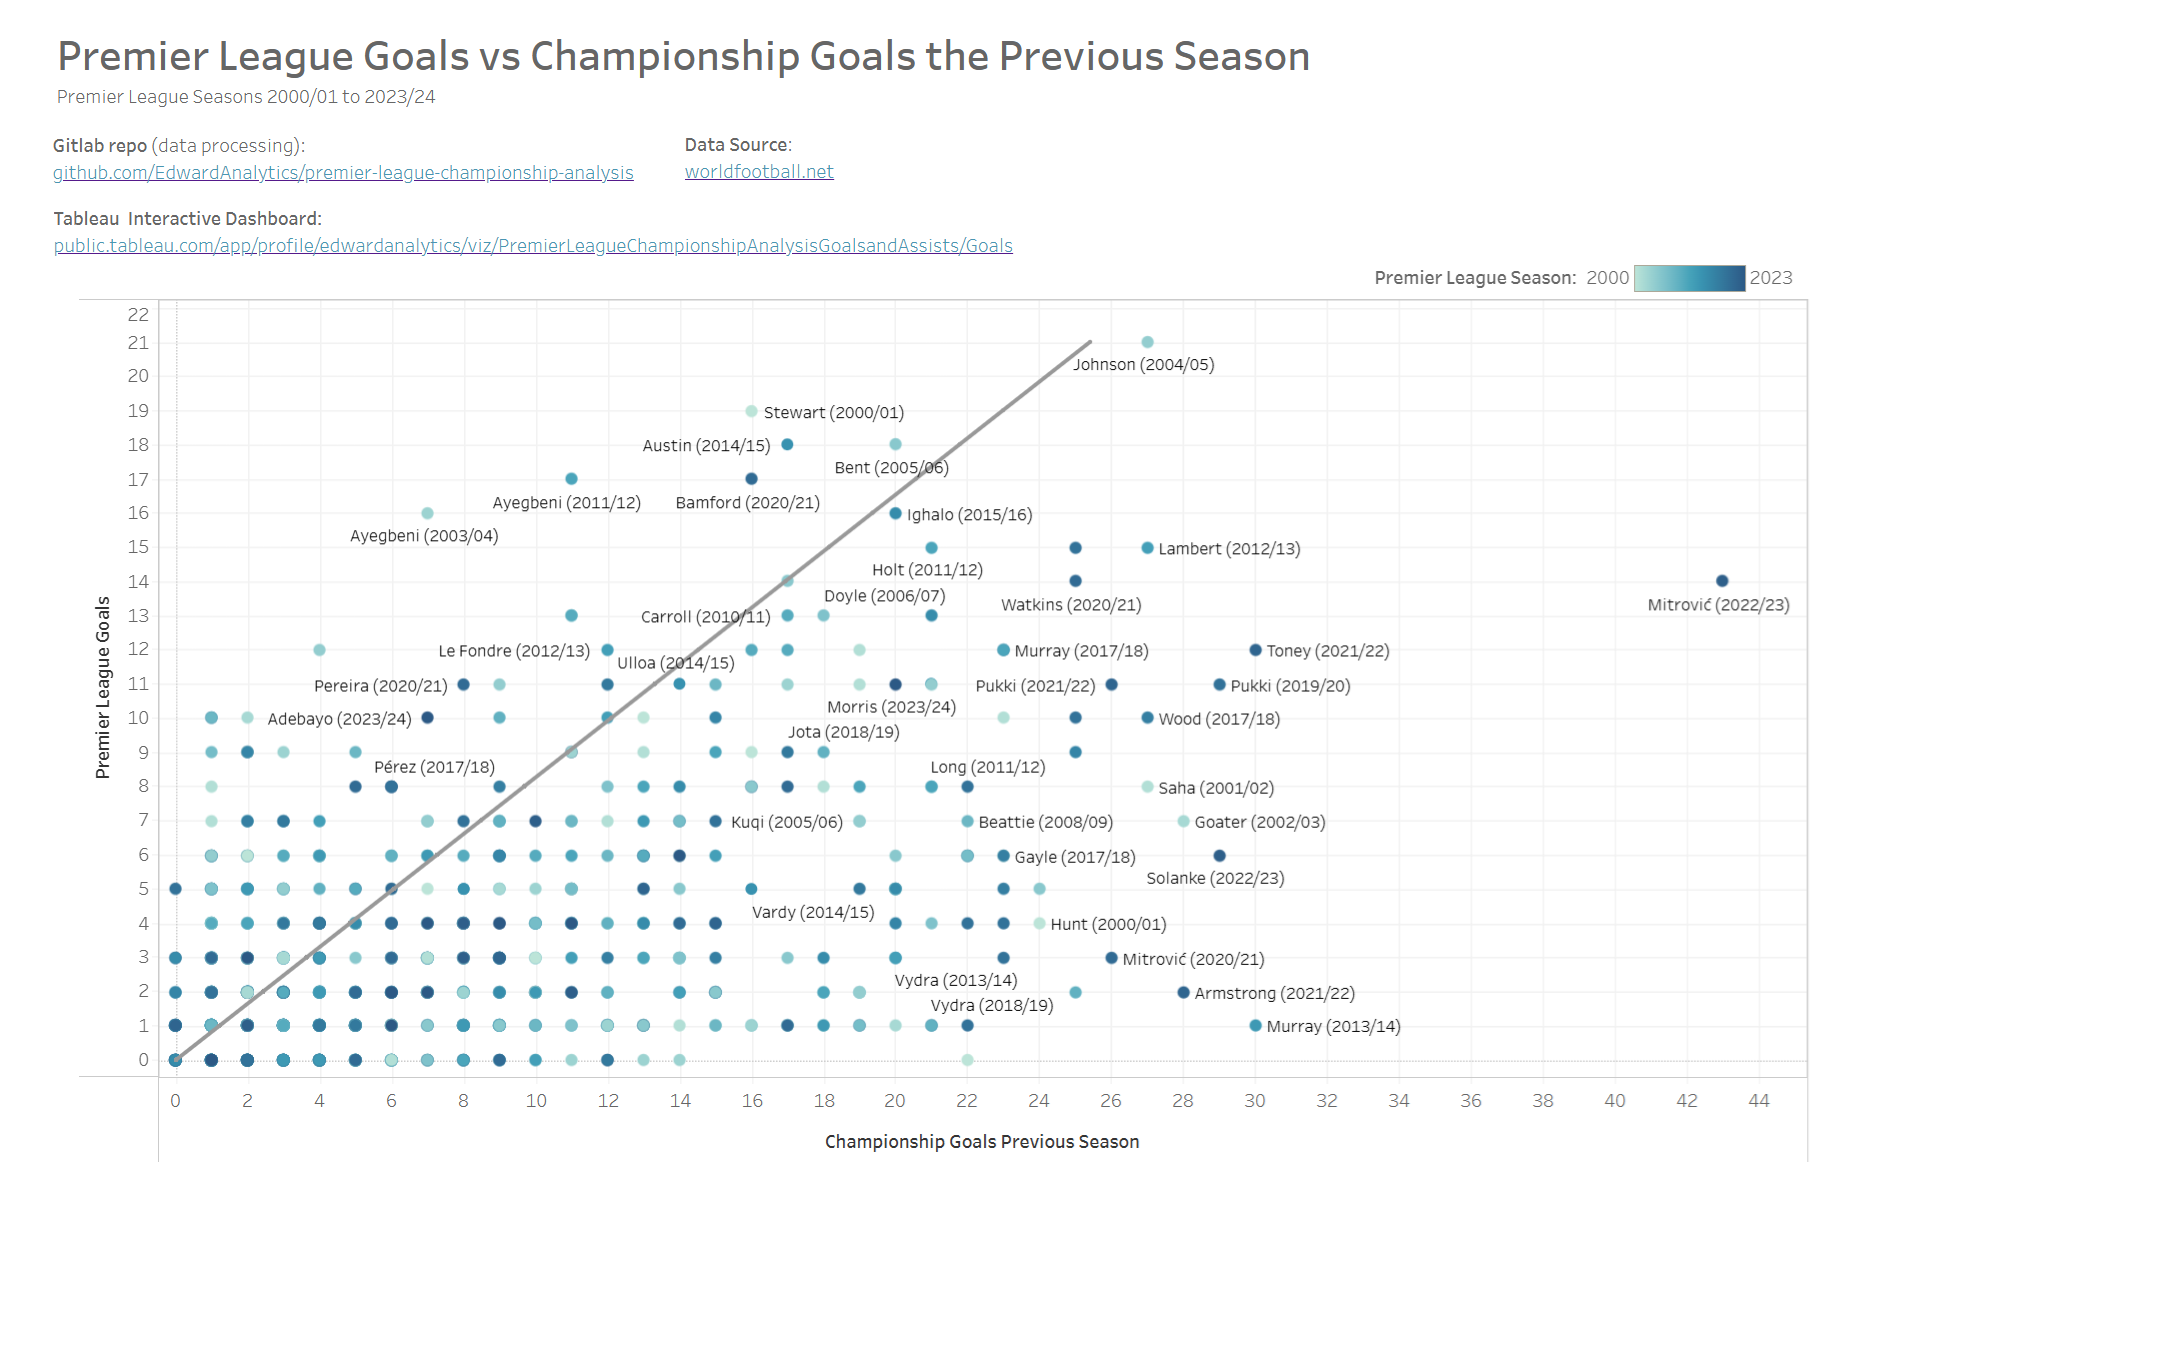 Premier League Goals vs Championship Goals the Previous Season
Premier League Seasons 2000/01 to 2023/24
Gitlab repo (data processing):
github.com/EdwardAnalytics/premier-league-championship-analysis
Data Source:
worldfootball.net
Tableau Interactive Dashboard:
public.tableau.com/app/profile/edwardanalytics/viz/PremierLeagueChampionshipAnalysisGoalsandAssists/Goals
Premier League Season: 2000 2023
Premier League Goals
22
21
Johnson (2004/05)
20
19
Stewart (2000/01)
18
Austin (2014/15)
Bent (2005/06)
17
Ayegbeni (2011/12)
Bamford (2020/21)
16
Ighalo (2015/16)
Ayegbeni (2003/04)
15
Lambert (2012/13)
Holt (2011/12)
14
Doyle (2006/07)
Watkins (2020/21)
Mitrović (2022/23)
13
Carroll (2010/11)
12
Le Fondre (2012/13)
Murray (2017/18)
Toney (2021/22)
Ulloa (2014/15)
11
Pereira (2020/21)
Pukki (2021/22)
Pukki (2019/20)
Morris (2023/24)
10
Adebayo (2023/24)
Wood (2017/18)
Jota (2018/19)
9
Pérez (2017/18)
Long (2011/12)
8
Saha (2001/02)
7
Kuqi (2005/06)
Beattie (2008/09)
Goater (2002/03)
6
Gayle (2017/18)
Solanke (2022/23)
5
Vardy (2014/15)
4
Hunt (2000/01)
3
Mitrović (2020/21)
Vydra (2013/14)
2
Armstrong (2021/22)
Vydra (2018/19)
1
Murray (2013/14)
0
0 2 4 6 8 10 12 14 16 18 20 22 24 26 28 30 32 34 36 38 40 42 44
Championship Goals Previous Season